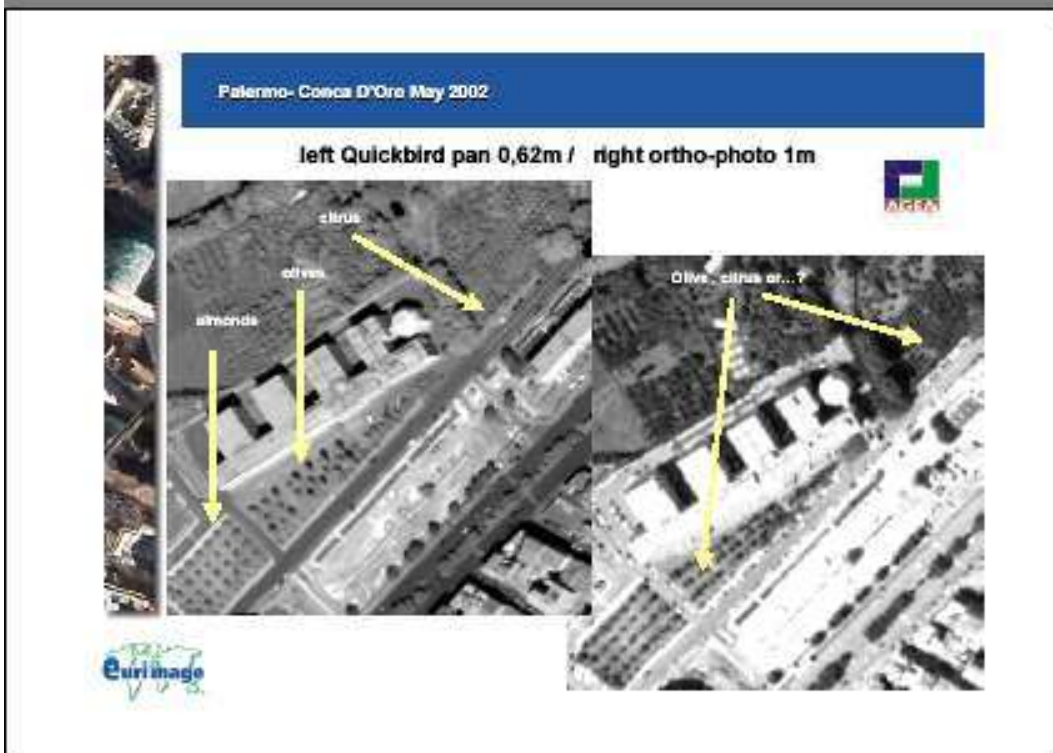 Palermo- Conca D'Oro May 2002
left Quickbird pan 0,62m / right ortho-photo 1m
AGEA
citrus
olives
almonds
Olive, citrus or...?
eurimage